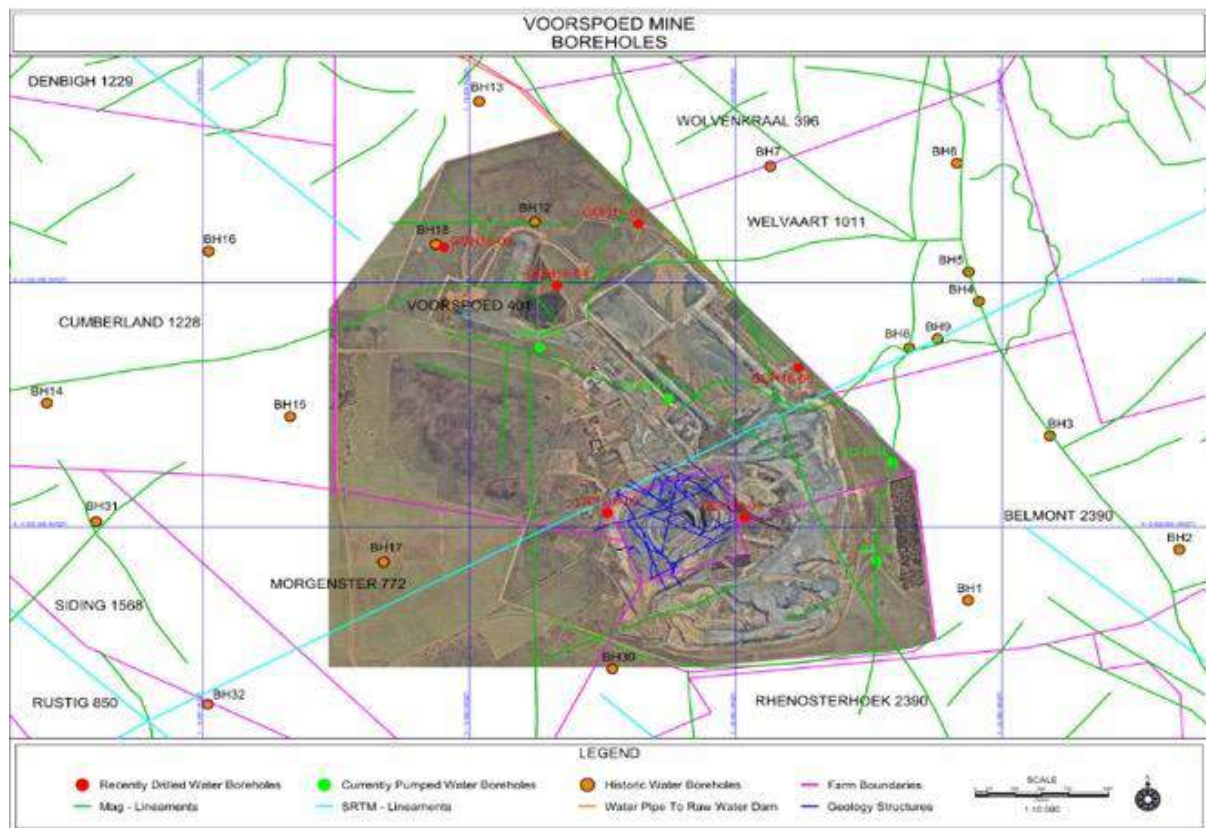 VOORSPOED MINE
BOREHOLES
DENBIGH 1229
BH13
WOLVENKRAAL 396
BH7
BH6
BH12
WELVAART 1011
BH18
BH16
BH5
VOORSPOED 401
BH4
CUMBERLAND 1228
BH8
BH9
BH14
BH15
BH3
BH31
BELMONT 2390
BH2
BH17
MORGENSTER 772
BH1
SIDING 1568
BH30
BH32
RUSTIG 850
RHENOSTERHOEK 2390
LEGEND
Recently Drilled Water Boreholes
Currently Pumped Water Boreholes
Historic Water Boreholes
Farm Boundaries
SCALE
Mag - Lineaments
SRTM - Lineaments
Water Pipe To Raw Water Dam
Geology Structures
1:10 000